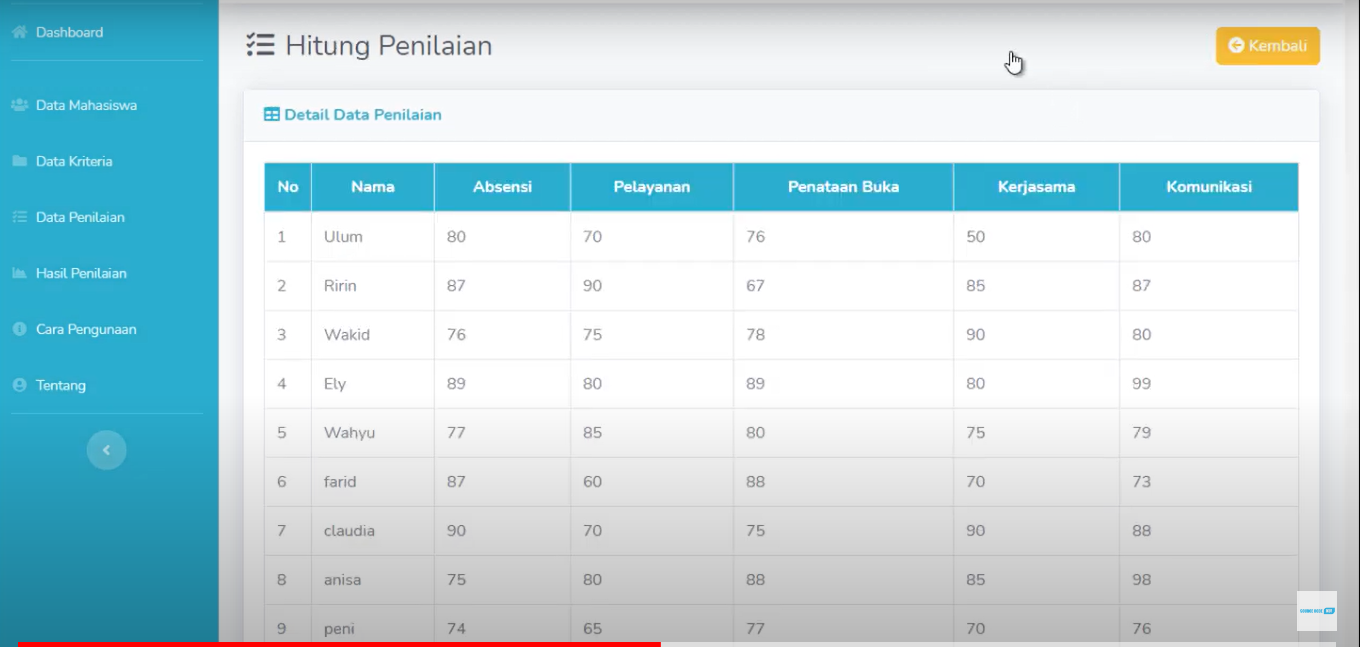 Dashboard
Data Mahasiswa
Data Kriteria
Data Penilaian
Hasil Penilaian
Cara Pengunaan
Tentang
Hitung Penilaian
Kembali
Detail Data Penilaian
No Nama Absensi Pelayanan Penataan Buka Kerjasama Komunikasi
1 Ulum 80 70 76 50 80
2 Ririn 87 90 67 85 87
3 Wakid 76 75 78 90 80
4 Ely 89 80 89 80 99
5 Wahyu 77 85 80 75 79
6 farid 87 60 88 70 73
7 claudia 90 70 75 90 88
8 anisa 75 80 88 85 98
9 peni 74 65 77 70 76